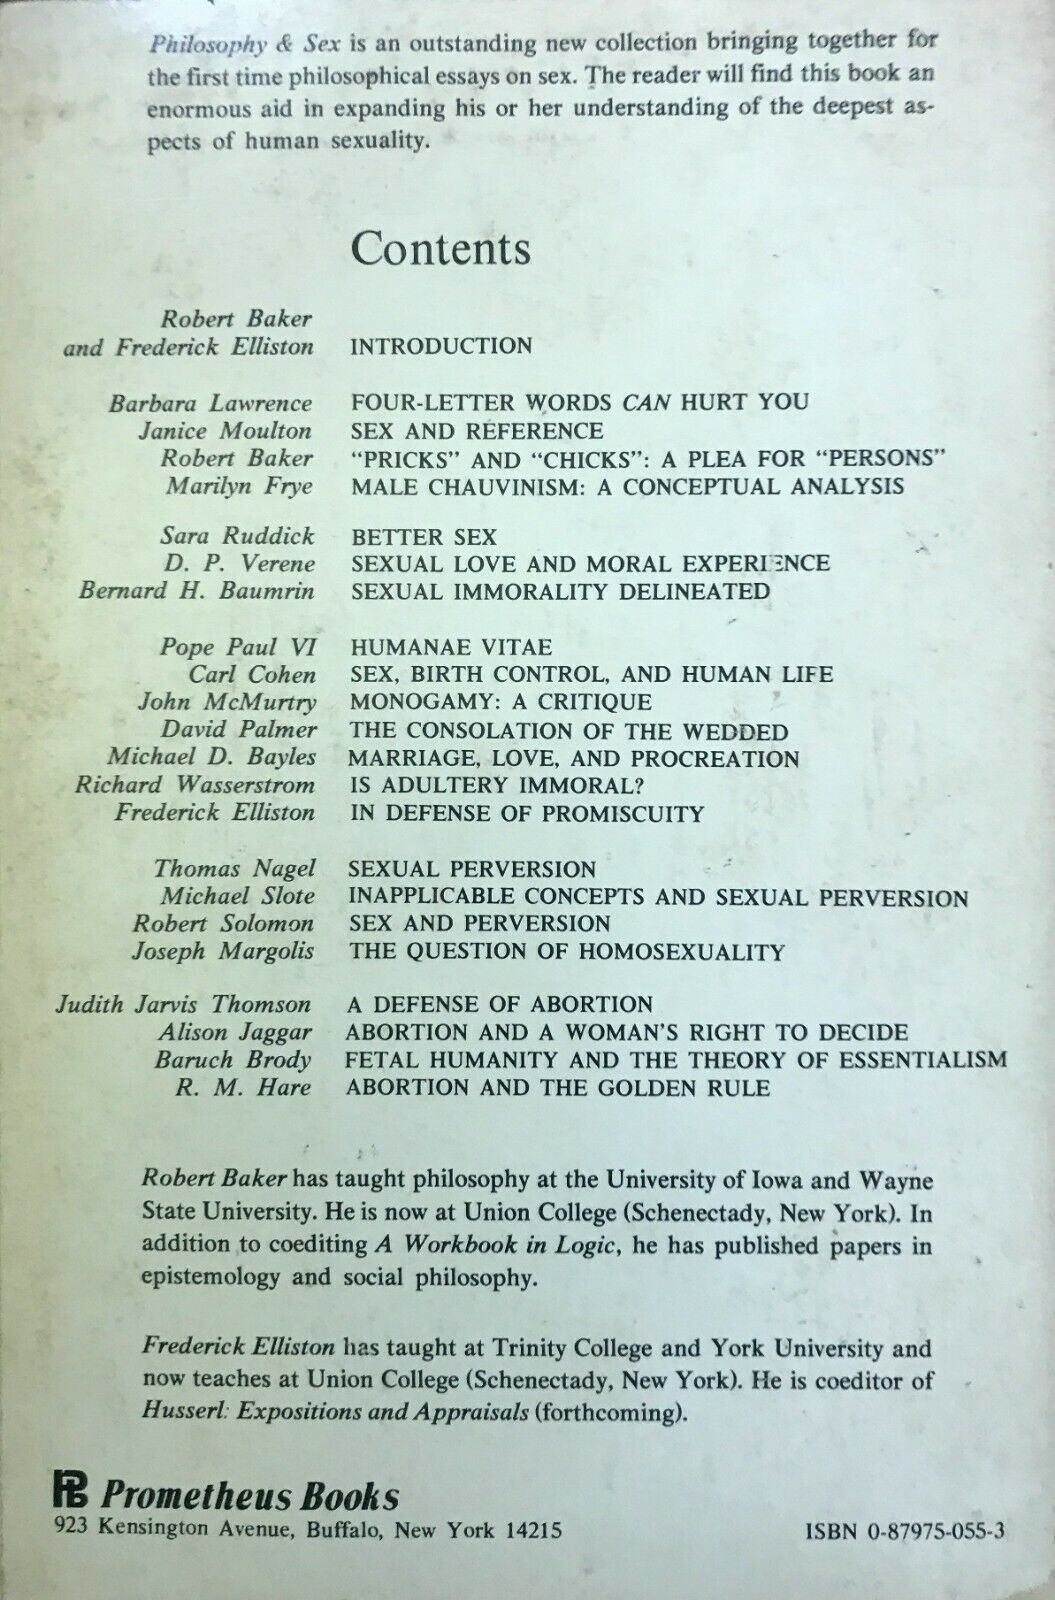 Philosophy & Sex is an outstanding new collection bringing together for
the first time philosophical essays on sex. The reader will find this book an
enormous aid in expanding his or her understanding of the deepest as-
pects of human sexuality.
Contents
Robert Baker
and Frederick Elliston INTRODUCTION
Barbara Lawrence FOUR-LETTER WORDS CAN HURT YOU
Janice Moulton SEX AND REFERENCE
Robert Baker "PRICKS" AND "CHICKS": A PLEA FOR "PERSONS"
Marilyn Frye MALE CHAUVINISM: A CONCEPTUAL ANALYSIS
Sara Ruddick BETTER SEX
D. P. Verene SEXUAL LOVE AND MORAL EXPERIENCE
Bernard H. Baumrin SEXUAL IMMORALITY DELINEATED
Pope Paul VI HUMANAE VITAE
Carl Cohen SEX, BIRTH CONTROL, AND HUMAN LIFE
John McMurtry MONOGAMY: A CRITIQUE
David Palmer THE CONSOLATION OF THE WEDDED
Michael D. Bayles MARRIAGE, LOVE, AND PROCREATION
Richard Wasserstrom IS ADULTERY IMMORAL?
Frederick Elliston IN DEFENSE OF PROMISCUITY
Thomas Nagel SEXUAL PERVERSION
Michael Slote INAPPLICABLE CONCEPTS AND SEXUAL PERVERSION
Robert Solomon SEX AND PERVERSION
Joseph Margolis THE QUESTION OF HOMOSEXUALITY
Judith Jarvis Thomson A DEFENSE OF ABORTION
Alison Jaggar ABORTION AND A WOMAN'S RIGHT TO DECIDE
Baruch Brody FETAL HUMANITY AND THE THEORY OF ESSENTIALISM
R. M. Hare ABORTION AND THE GOLDEN RULE
Robert Baker has taught philosophy at the University of Iowa and Wayne
State University. He is now at Union College (Schenectady, New York). In
addition to coediting A Workbook in Logic, he has published papers in
epistemology and social philosophy.
Frederick Elliston has taught at Trinity College and York University and
now teaches at Union College (Schenectady, New York). He is coeditor of
Husserl: Expositions and Appraisals (forthcoming).
PB Prometheus Books
923 Kensington Avenue, Buffalo, New York 14215
ISBN 0-87975-055-3